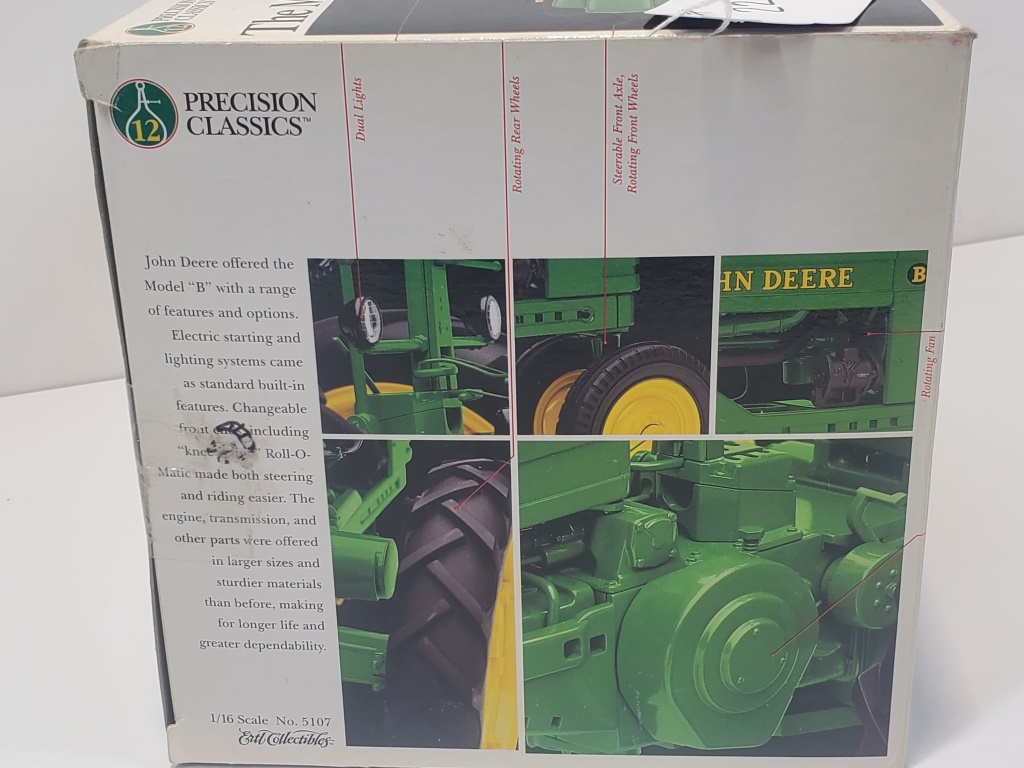 The
12
PRECISION
CLASSICS™
Dual Lights
Rotating Rear Wheels
Steerable Front Axle,
Rotating Front Wheels
John Deere offered the
Model “B” with a range
of features and options.
Electric starting and
lighting systems came
as standard built-in
features. Changeable
front including
Roll-O-
Matic made both steering
and riding easier. The
engine, transmission, and
other parts were offered
in larger sizes and
sturdier materials
than before, making
for longer life and
greater dependability.
HN DEERE
B
Rotating Fan
1/16 Scale No. 5107
Ertl Collectibles